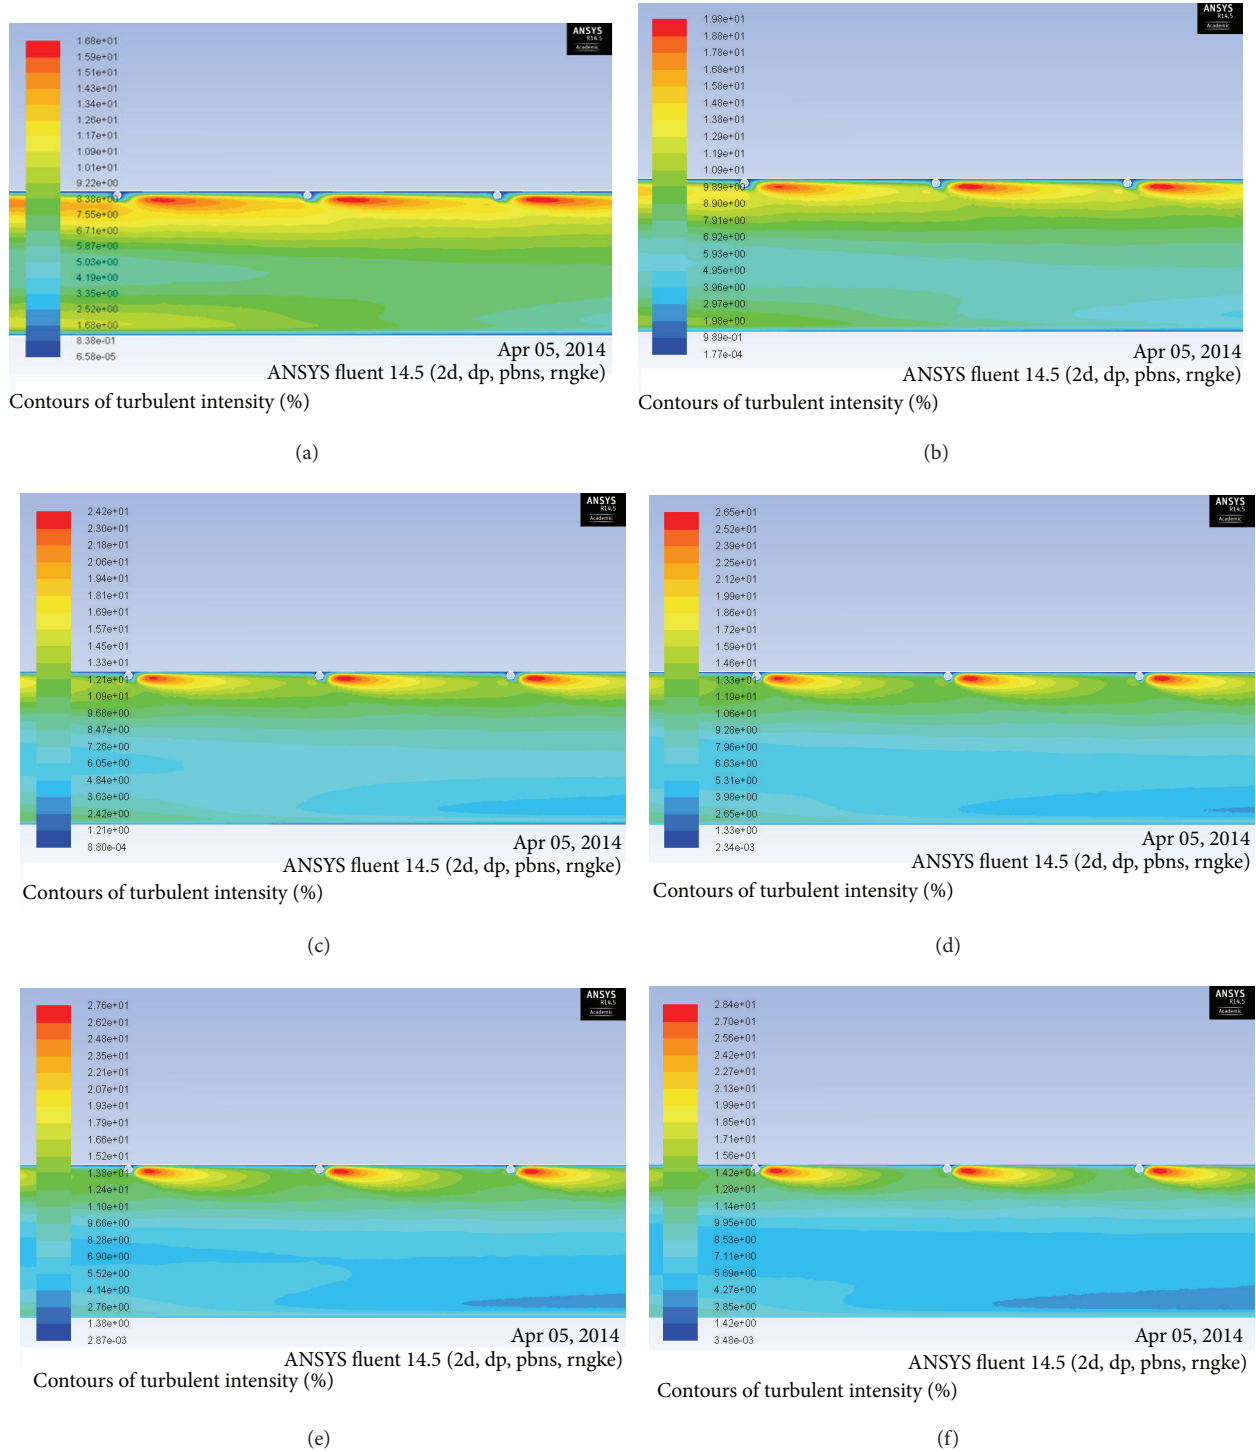 ANSYS
R14.5
Academic
1.68e+01
1.59e+01
1.51e+01
1.43e+01
1.34e+01
1.26e+01
1.17e+01
1.09e+01
1.01e+01
9.22e+00
8.38e+00
7.55e+00
6.71e+00
5.87e+00
5.03e+00
4.19e+00
3.35e+00
2.52e+00
1.68e+00
8.38e-01
6.58e-05
Apr 05, 2014
ANSYS fluent 14.5 (2d, dp, pbns, rngke)
Contours of turbulent intensity (%)
(a)
ANSYS
R14.5
Academic
1.98e+01
1.88e+01
1.78e+01
1.68e+01
1.58e+01
1.48e+01
1.38e+01
1.29e+01
1.19e+01
1.09e+01
9.89e+00
8.90e+00
7.91e+00
6.92e+00
5.93e+00
4.95e+00
3.96e+00
2.97e+00
1.98e+00
9.89e-01
1.77e-04
Apr 05, 2014
ANSYS fluent 14.5 (2d, dp, pbns, rngke)
Contours of turbulent intensity (%)
(b)
ANSYS
R14.5
Academic
2.42e+01
2.30e+01
2.18e+01
2.06e+01
1.94e+01
1.81e+01
1.69e+01
1.57e+01
1.45e+01
1.33e+01
1.21e+01
1.09e+01
9.68e+00
8.47e+00
7.26e+00
6.05e+00
4.84e+00
3.63e+00
2.42e+00
1.21e+00
8.80e-04
Apr 05, 2014
ANSYS fluent 14.5 (2d, dp, pbns, rngke)
Contours of turbulent intensity (%)
(c)
ANSYS
R14.5
Academic
2.65e+01
2.52e+01
2.39e+01
2.25e+01
2.12e+01
1.99e+01
1.86e+01
1.72e+01
1.59e+01
1.46e+01
1.33e+01
1.19e+01
1.06e+01
9.28e+00
7.96e+00
6.63e+00
5.31e+00
3.98e+00
2.65e+00
1.33e+00
2.34e-03
Apr 05, 2014
ANSYS fluent 14.5 (2d, dp, pbns, rngke)
Contours of turbulent intensity (%)
(d)
ANSYS
R14.5
Academic
2.76e+01
2.62e+01
2.48e+01
2.35e+01
2.21e+01
2.07e+01
1.93e+01
1.79e+01
1.66e+01
1.52e+01
1.38e+01
1.24e+01
1.10e+01
9.66e+00
8.28e+00
6.90e+00
5.52e+00
4.14e+00
2.76e+00
1.38e+00
2.87e-03
Apr 05, 2014
ANSYS fluent 14.5 (2d, dp, pbns, rngke)
Contours of turbulent intensity (%)
(e)
ANSYS
R14.5
Academic
2.84e+01
2.70e+01
2.56e+01
2.42e+01
2.27e+01
2.13e+01
1.99e+01
1.85e+01
1.71e+01
1.56e+01
1.42e+01
1.28e+01
1.14e+01
9.95e+00
8.53e+00
7.11e+00
5.69e+00
4.27e+00
2.85e+00
1.42e+00
3.48e-03
Apr 05, 2014
ANSYS fluent 14.5 (2d, dp, pbns, rngke)
Contours of turbulent intensity (%)
(f)